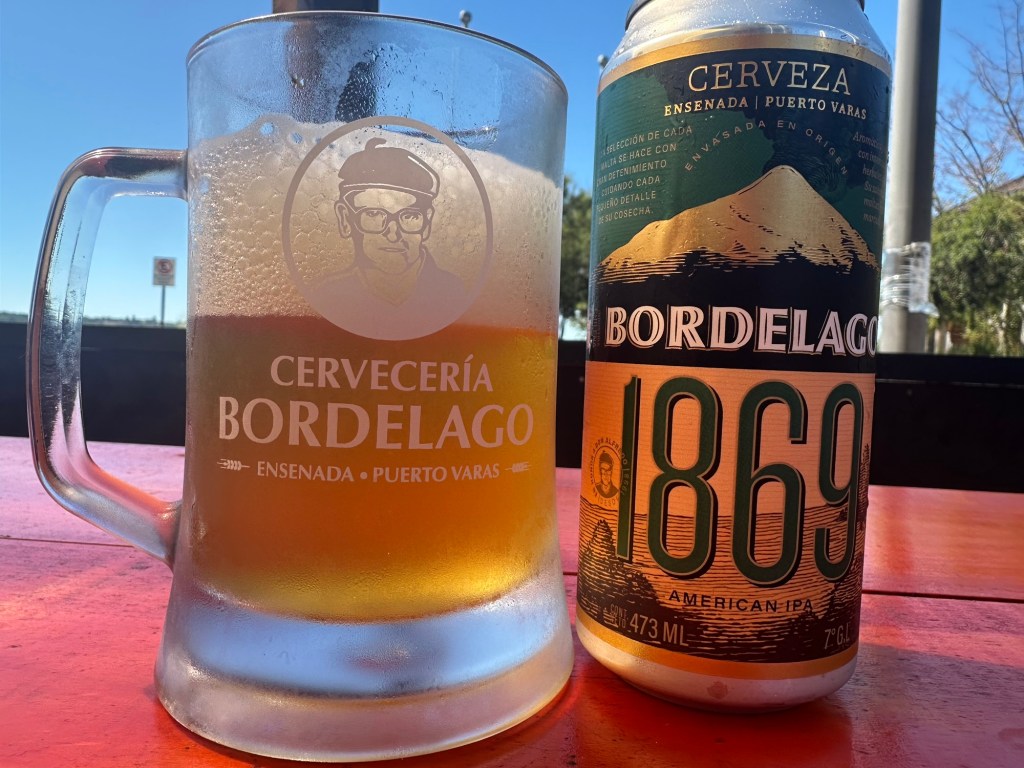 CERVECERÍA
BORDELAGO
ENSENADA • PUERTO VARAS
CERVEZA
ENSENADA | PUERTO VARAS
ENVASADA EN ORIGEN
SELECCIÓN DE CADA
MALTA SE HACE CON
GRAN DETENIMIENTO
CUIDANDO CADA
PEQUEÑO DETALLE
DE SU COSECHA.
BORDELAGO
1869
AMERICAN IPA
CONT.
473 ML
7° G.L